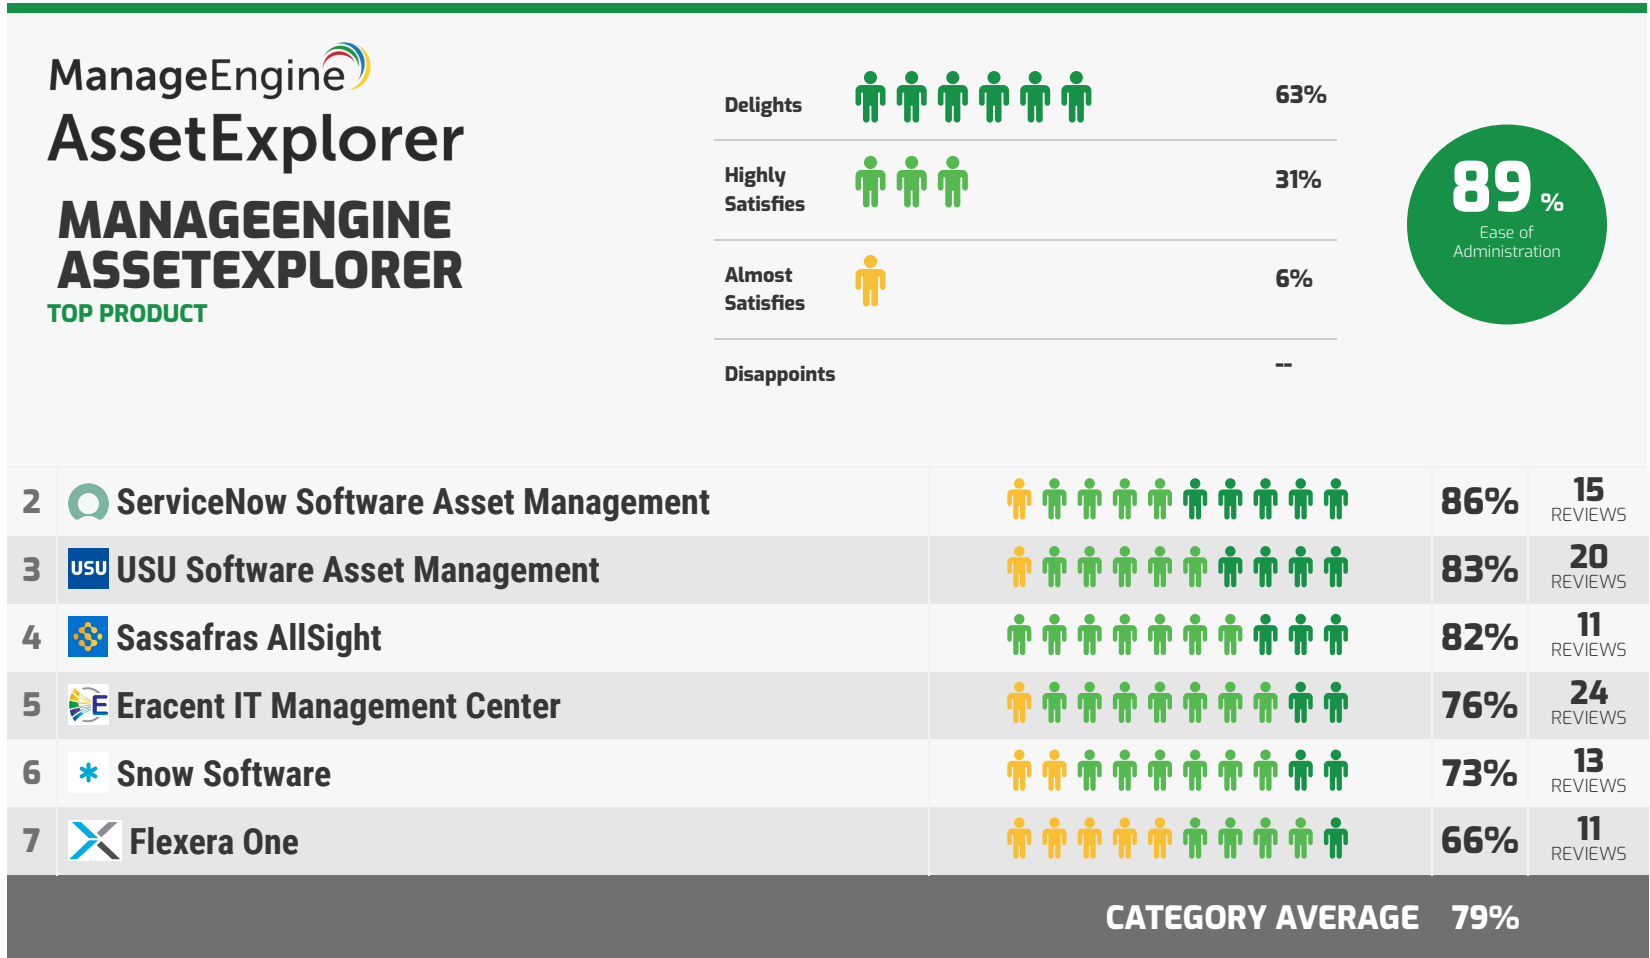 ManageEngine
AssetExplorer
MANAGEENGINE
ASSETEXPLORER
TOP PRODUCT
Delights
63%
Highly
Satisfies
31%
Almost
Satisfies
6%
Disappoints
--
89 %
Ease of
Administration
2 ServiceNow Software Asset Management 86% 15 REVIEWS
3 USU USU Software Asset Management 83% 20 REVIEWS
4 Sassafras AllSight 82% 11 REVIEWS
5 E Eracent IT Management Center 76% 24 REVIEWS
6 Snow Software 73% 13 REVIEWS
7 Flexera One 66% 11 REVIEWS
CATEGORY AVERAGE 79%